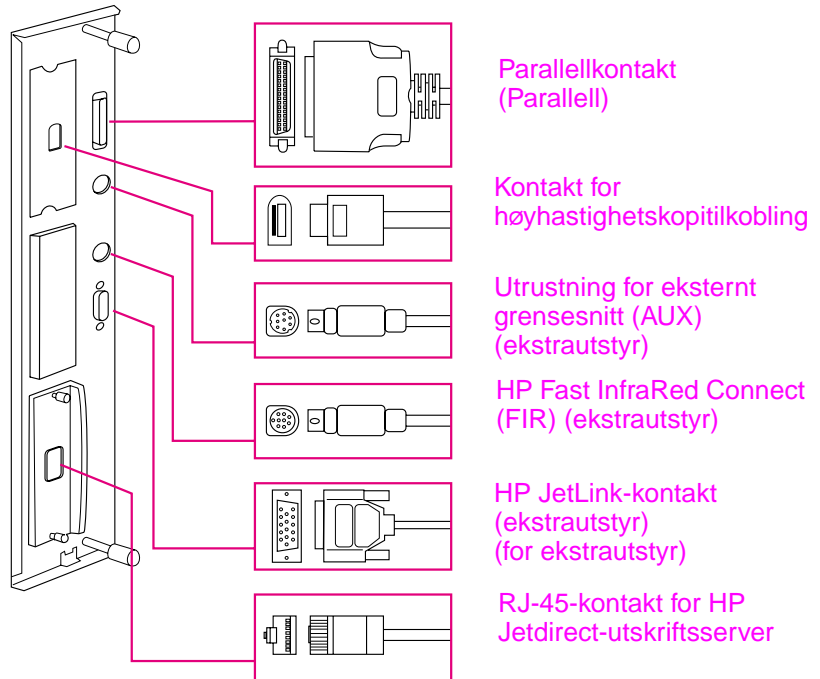 Parallellkontakt
(Parallell)
Kontakt for
høyhastighetskopitilkobling
Utrustning for eksternt
grensesnitt (AUX)
(ekstrautstyr)
HP Fast InfraRed Connect
(FIR) (ekstrautstyr)
HP JetLink-kontakt
(ekstrautstyr)
(for ekstrautstyr)
RJ-45-kontakt for HP
Jetdirect-utskriftsserver